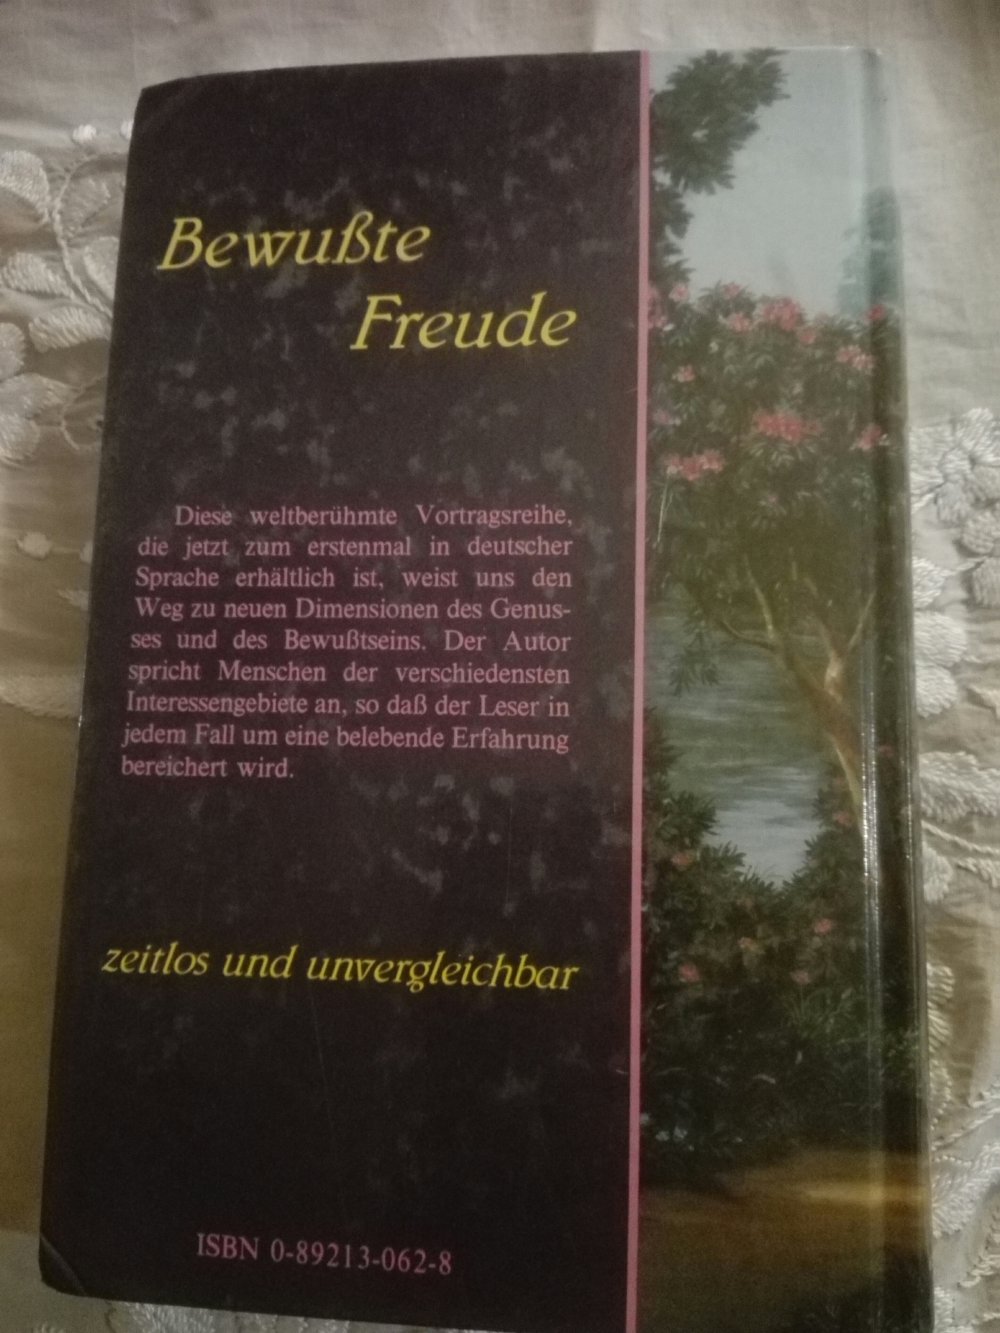 Bewußte
Freude
Diese weltberühmte Vortragsreihe,
die jetzt zum erstenmal in deutscher
Sprache erhältlich ist, weist uns den
Weg zu neuen Dimensionen des Genus-
ses und des Bewußtseins. Der Autor
spricht Menschen der verschiedensten
Interessengebiete an, so daß der Leser in
jedem Fall um eine belebende Erfahrung
bereichert wird.
zeitlos und unvergleichbar
ISBN 0-89213-062-8